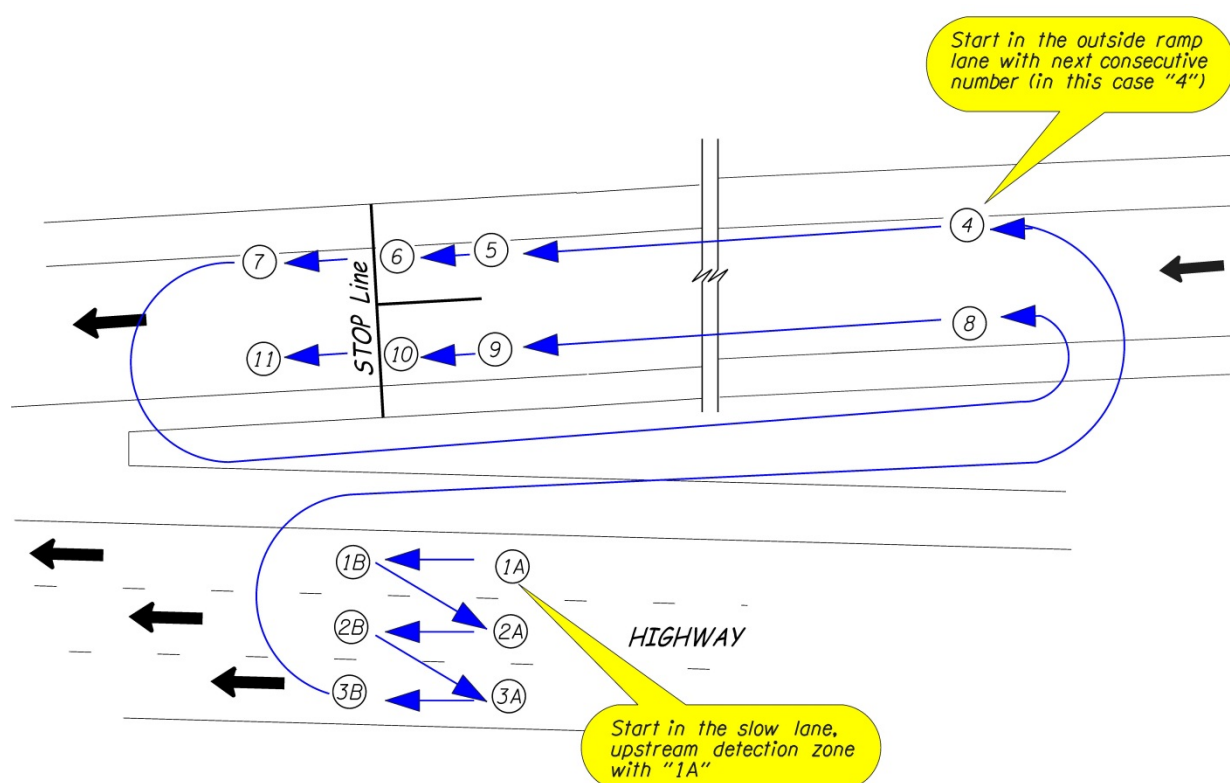 Start in the outside ramp
lane with next consecutive
number (in this case "4")
4
5
6
7
STOP Line
8
9
10
11
1B
1A
2B
2A
HIGHWAY
3B
3A
Start in the slow lane,
upstream detection zone
with "1A"